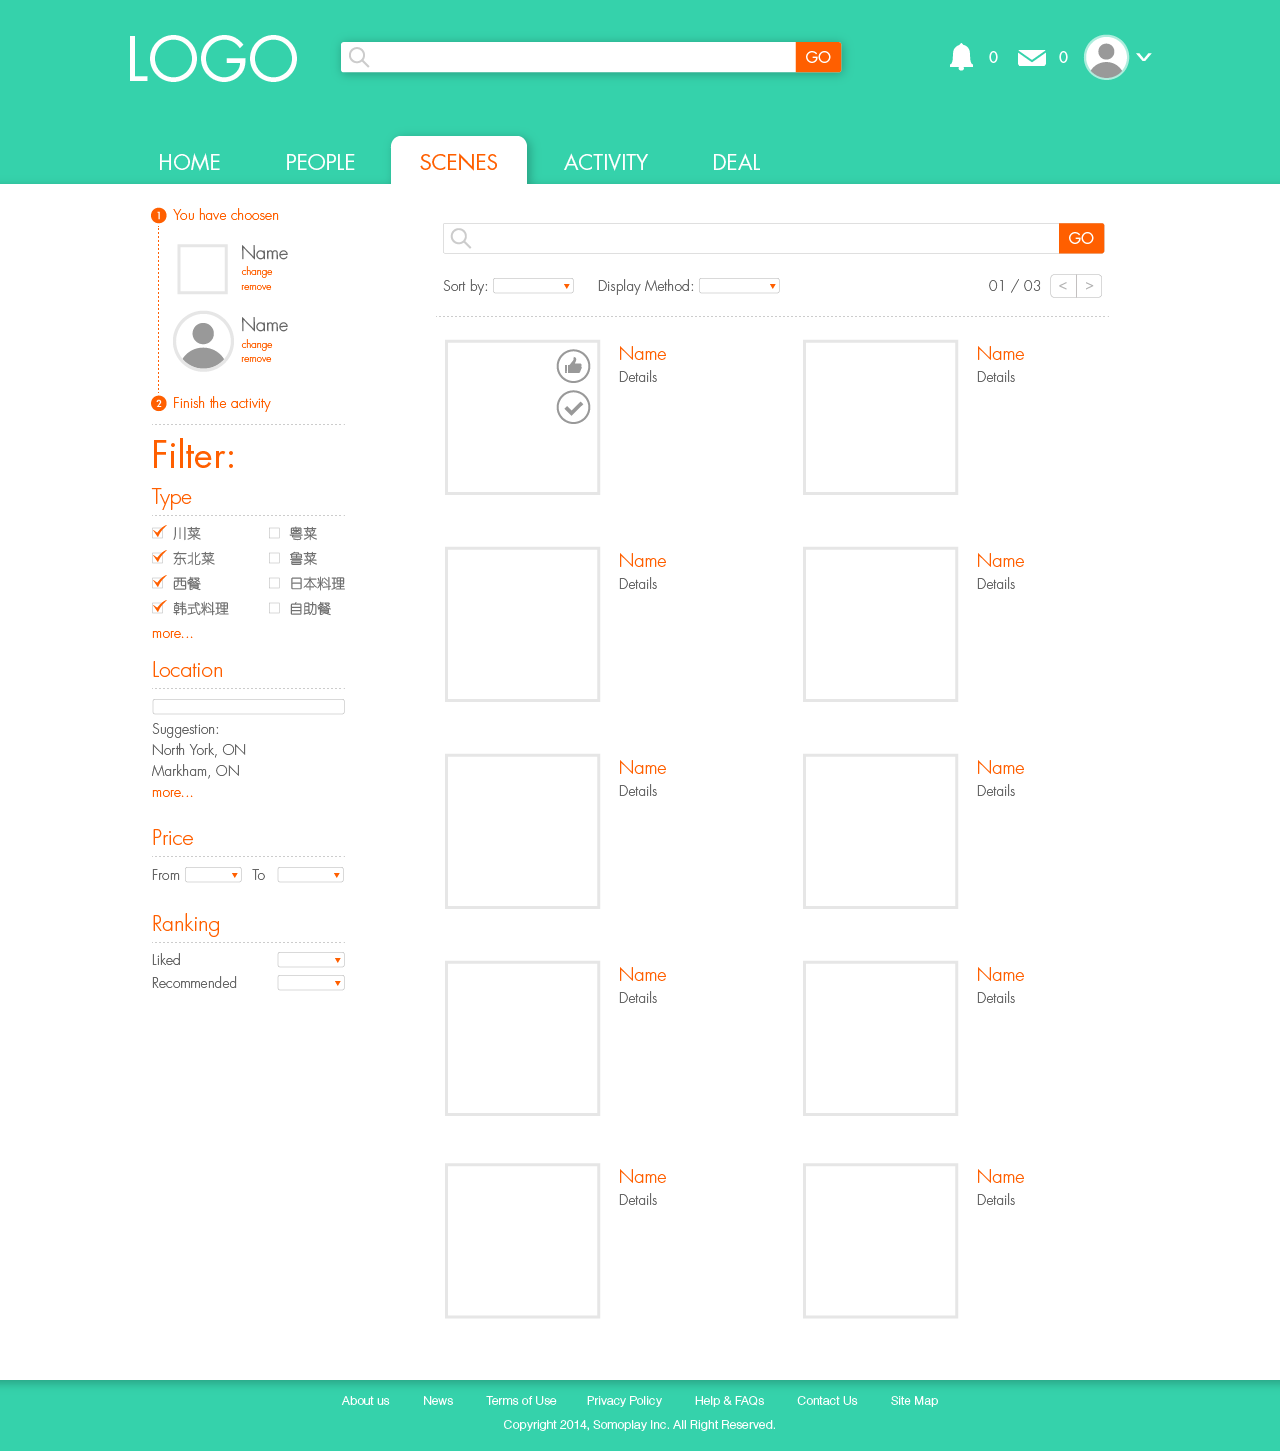 LOGO
GO
0
0
HOME PEOPLE SCENES ACTIVITY DEAL
1 You have choosen
Name
change
remove
Name
change
remove
2 Finish the activity
Filter:
Type
川菜 粤菜
东北菜 鲁菜
西餐 日本料理
韩式料理 自助餐
more...
Location
Suggestion:
North York, ON
Markham, ON
more...
Price
From To
Ranking
Liked
Recommended
GO
Sort by: Display Method: 01 / 03 < >
Name Name
Details Details
Name Name
Details Details
Name Name
Details Details
Name Name
Details Details
Name Name
Details Details
About us News Terms of Use Privacy Policy Help & FAQs Contact Us Site Map
Copyright 2014, Somoplay Inc. All Right Reserved.